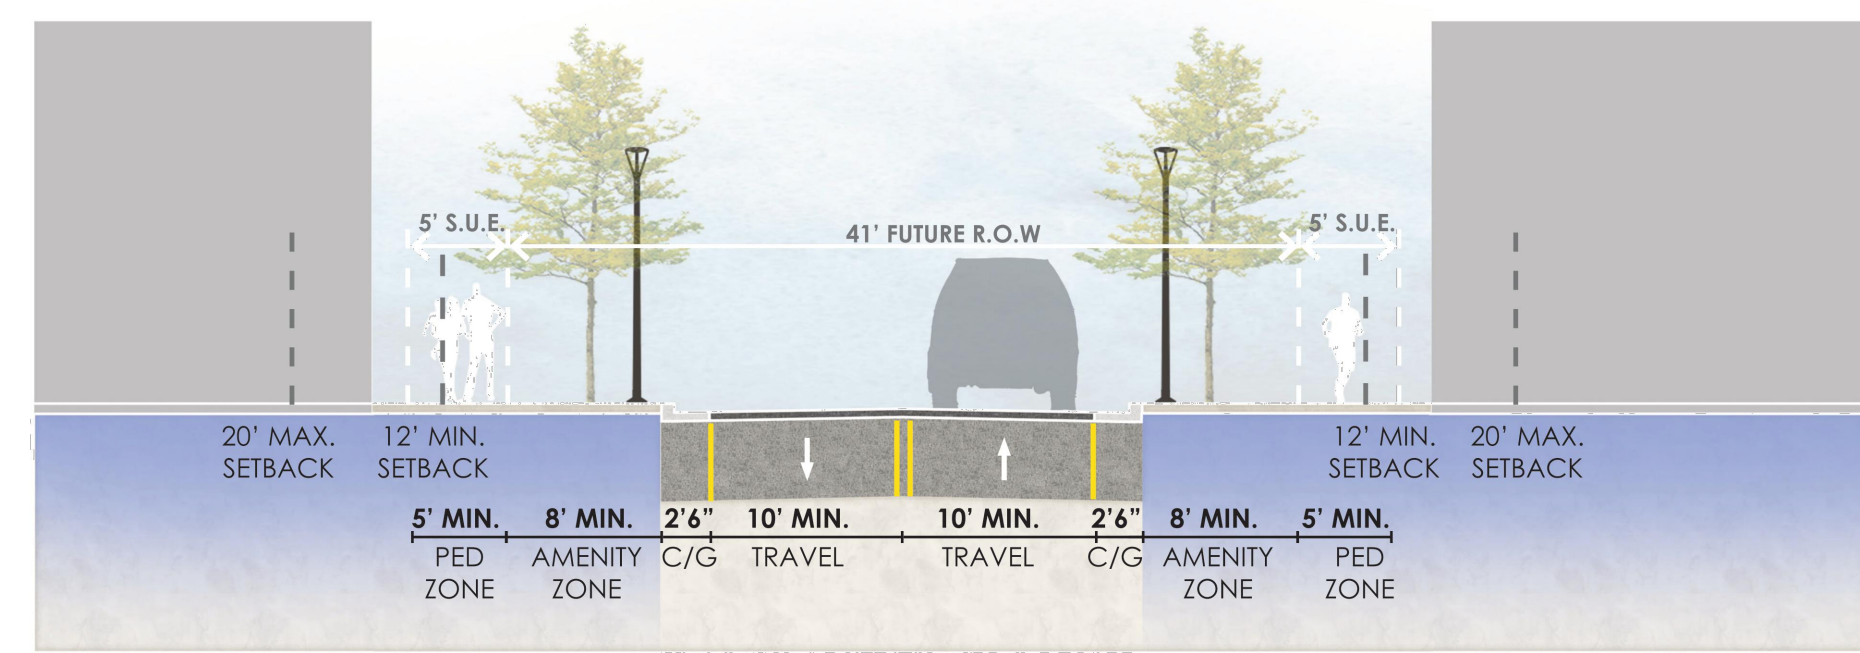 5’ S.U.E.
41’ FUTURE R.O.W
5’ S.U.E.
20’ MAX.
SETBACK
12’ MIN.
SETBACK
12’ MIN.
SETBACK
20’ MAX.
SETBACK
5’ MIN.
PED
ZONE
8’ MIN.
AMENITY
ZONE
2’6”
C/G
10’ MIN.
TRAVEL
10’ MIN.
TRAVEL
2’6”
C/G
8’ MIN.
AMENITY
ZONE
5’ MIN.
PED
ZONE